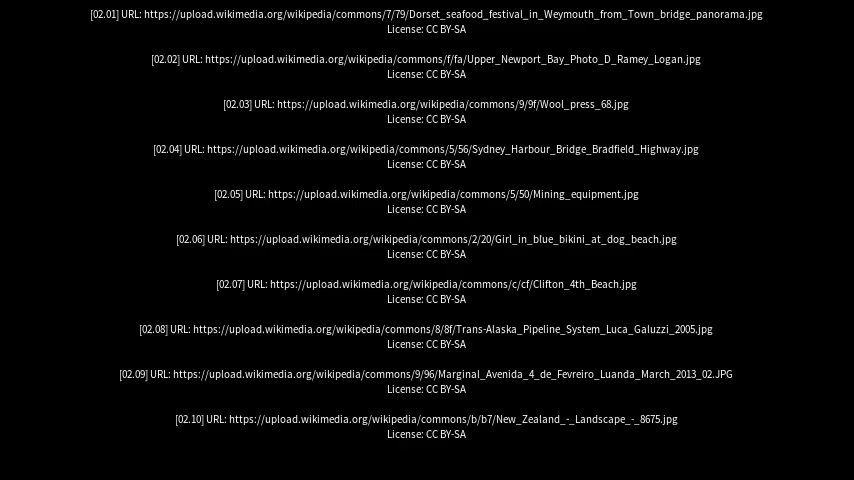 [02.01] URL: https://upload.wikimedia.org/wikipedia/commons/7/79/Dorset_seafood_festival_in_Weymouth_from_Town_bridge_panorama.jpg
License: CC BY-SA
[02.02] URL: https://upload.wikimedia.org/wikipedia/commons/f/fa/Upper_Newport_Bay_Photo_D_Ramey_Logan.jpg
License: CC BY-SA
[02.03] URL: https://upload.wikimedia.org/wikipedia/commons/9/9f/Wool_press_68.jpg
License: CC BY-SA
[02.04] URL: https://upload.wikimedia.org/wikipedia/commons/5/56/Sydney_Harbour_Bridge_Bradfield_Highway.jpg
License: CC BY-SA
[02.05] URL: https://upload.wikimedia.org/wikipedia/commons/5/50/Mining_equipment.jpg
License: CC BY-SA
[02.06] URL: https://upload.wikimedia.org/wikipedia/commons/2/20/Girl_in_blue_bikini_at_dog_beach.jpg
License: CC BY-SA
[02.07] URL: https://upload.wikimedia.org/wikipedia/commons/c/cf/Clifton_4th_Beach.jpg
License: CC BY-SA
[02.08] URL: https://upload.wikimedia.org/wikipedia/commons/8/8f/Trans-Alaska_Pipeline_System_Luca_Galuzzi_2005.jpg
License: CC BY-SA
[02.09] URL: https://upload.wikimedia.org/wikipedia/commons/9/96/Marginal_Avenida_4_de_Fevreiro_Luanda_March_2013_02.JPG
License: CC BY-SA
[02.10] URL: https://upload.wikimedia.org/wikipedia/commons/b/b7/New_Zealand_-_Landscape_-_8675.jpg
License: CC BY-SA